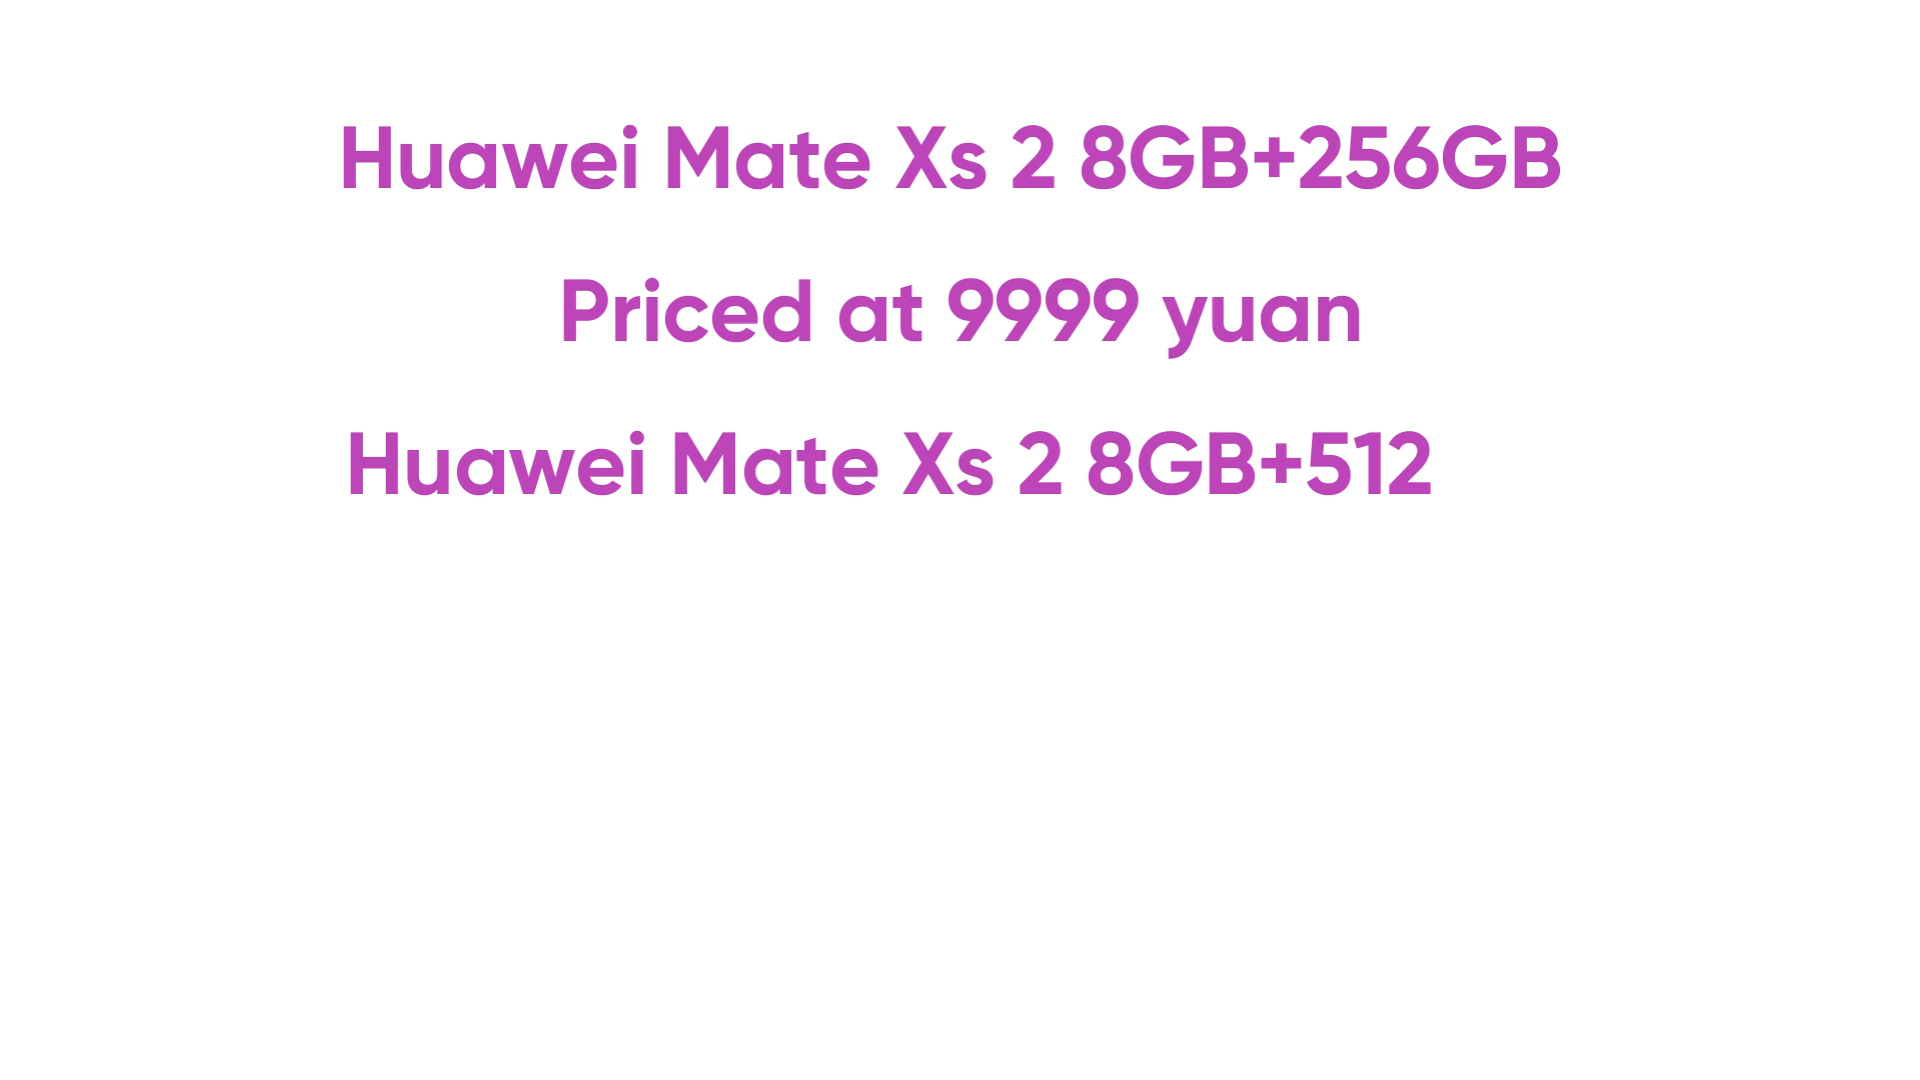 Huawei Mate Xs 2 8GB+256GB
Priced at 9999 yuan
Huawei Mate Xs 2 8GB+512